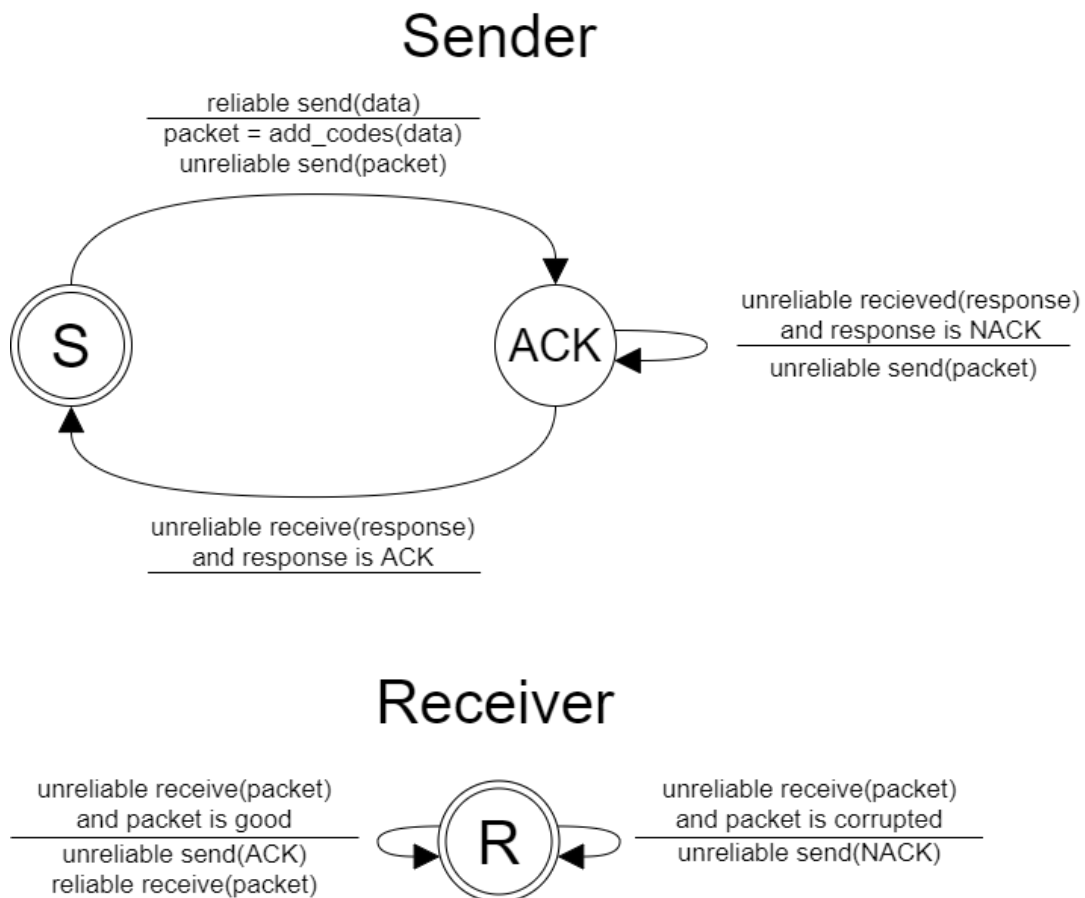 Sender
reliable send(data)
packet = add_codes(data)
unreliable send(packet)
S
ACK
unreliable recieved(response)
and response is NACK
unreliable send(packet)
unreliable receive(response)
and response is ACK
Receiver
unreliable receive(packet)
and packet is good
unreliable send(ACK)
reliable receive(packet)
R
unreliable receive(packet)
and packet is corrupted
unreliable send(NACK)